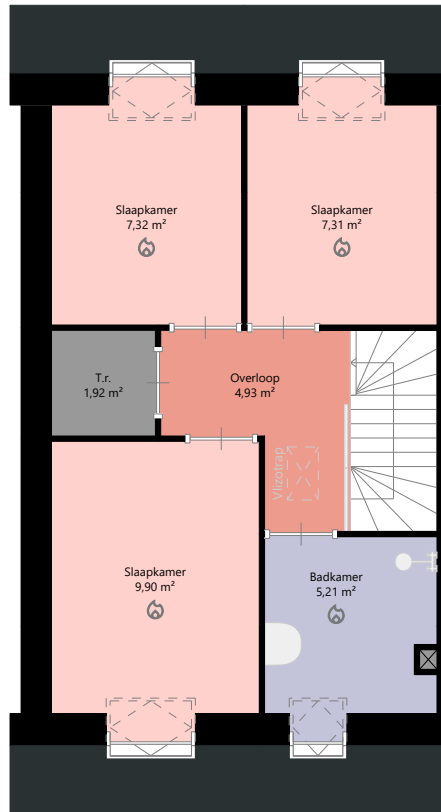 Slaapkamer
7,32 m²
Slaapkamer
7,31 m²
T.r.
1,92 m²
Overloop
4,93 m²
Vlizotrap
Slaapkamer
9,90 m²
Badkamer
5,21 m²